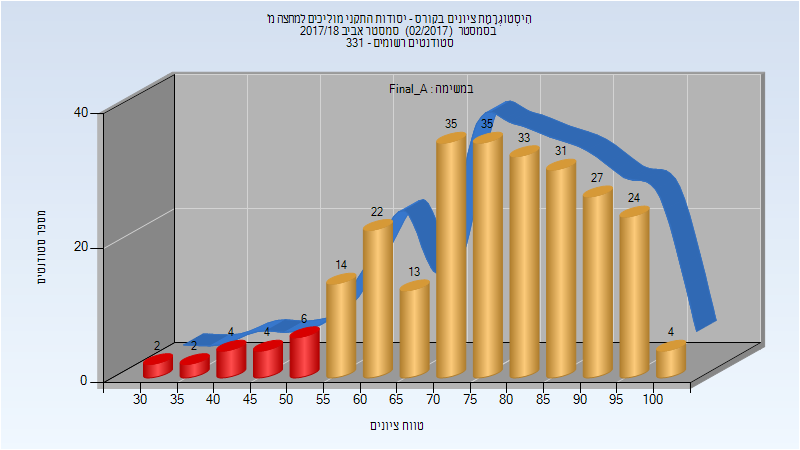 היסטוגרמת ציונים בקורס - יסודות התקני מוליכים למחצה מ'
בסמסטר (02/2017) סמסטר אביב 2017/18
סטודנטים רשומים - 331
במשימה : Final_A
מספר סטודנטים
40
20
0
2
2
4
4
6
14
22
13
35
35
33
31
27
24
4
30 35 40 45 50 55 60 65 70 75 80 85 90 95 100
טווח ציונים